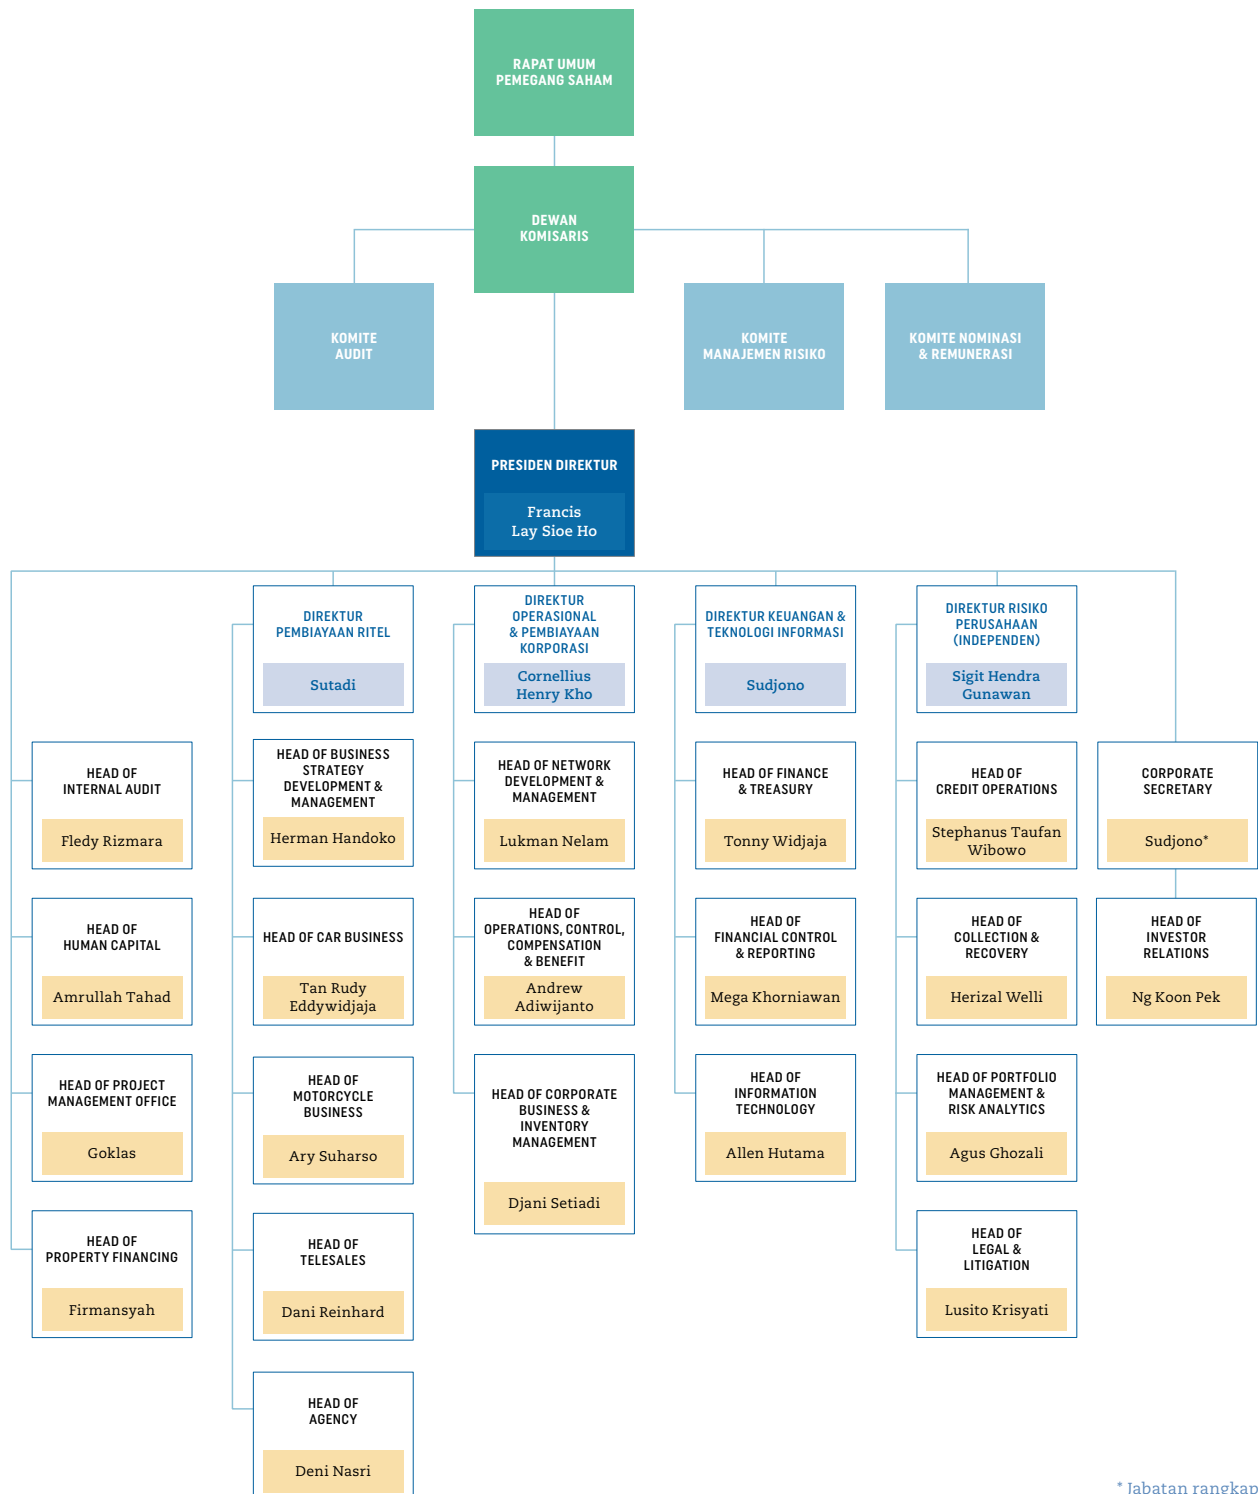 RAPAT UMUM
PEMEGANG SAHAM
DEWAN
KOMISARIS
KOMITE
AUDIT
KOMITE
MANAJEMEN RISIKO
KOMITE NOMINASI
& REMUNERASI
PRESIDEN DIREKTUR
Francis
Lay Sioe Ho
DIREKTUR
PEMBIAYAAN RITEL
Sutadi
DIREKTUR
OPERASIONAL
& PEMBIAYAAN
KORPORASI
Cornellius
Henry Kho
DIREKTUR KEUANGAN &
TEKNOLOGI INFORMASI
Sudjono
DIREKTUR RISIKO
PERUSAHAAN
(INDEPENDEN)
Sigit Hendra
Gunawan
HEAD OF
INTERNAL AUDIT
Fledy Rizmara
HEAD OF BUSINESS
STRATEGY
DEVELOPMENT &
MANAGEMENT
Herman Handoko
HEAD OF NETWORK
DEVELOPMENT &
MANAGEMENT
Lukman Nelam
HEAD OF FINANCE
& TREASURY
Tonny Widjaja
HEAD OF
CREDIT OPERATIONS
Stephanus Taufan
Wibowo
CORPORATE
SECRETARY
Sudjono*
HEAD OF
HUMAN CAPITAL
Amrullah Tahad
HEAD OF CAR BUSINESS
Tan Rudy
Eddywidjaja
HEAD OF
OPERATIONS, CONTROL,
COMPENSATION
& BENEFIT
Andrew
Adiwijanto
HEAD OF
FINANCIAL CONTROL
& REPORTING
Mega Khorniawan
HEAD OF
COLLECTION &
RECOVERY
Herizal Welli
HEAD OF
INVESTOR
RELATIONS
Ng Koon Pek
HEAD OF PROJECT
MANAGEMENT OFFICE
Goklas
HEAD OF
MOTORCYCLE
BUSINESS
Ary Suharso
HEAD OF CORPORATE
BUSINESS &
INVENTORY
MANAGEMENT
Djani Setiadi
HEAD OF
INFORMATION
TECHNOLOGY
Allen Hutama
HEAD OF PORTFOLIO
MANAGEMENT &
RISK ANALYTICS
Agus Ghozali
HEAD OF
PROPERTY FINANCING
Firmansyah
HEAD OF
TELESALES
Dani Reinhard
HEAD OF
LEGAL &
LITIGATION
Lusito Krisyati
HEAD OF
AGENCY
Deni Nasri
* Jabatan rangkap